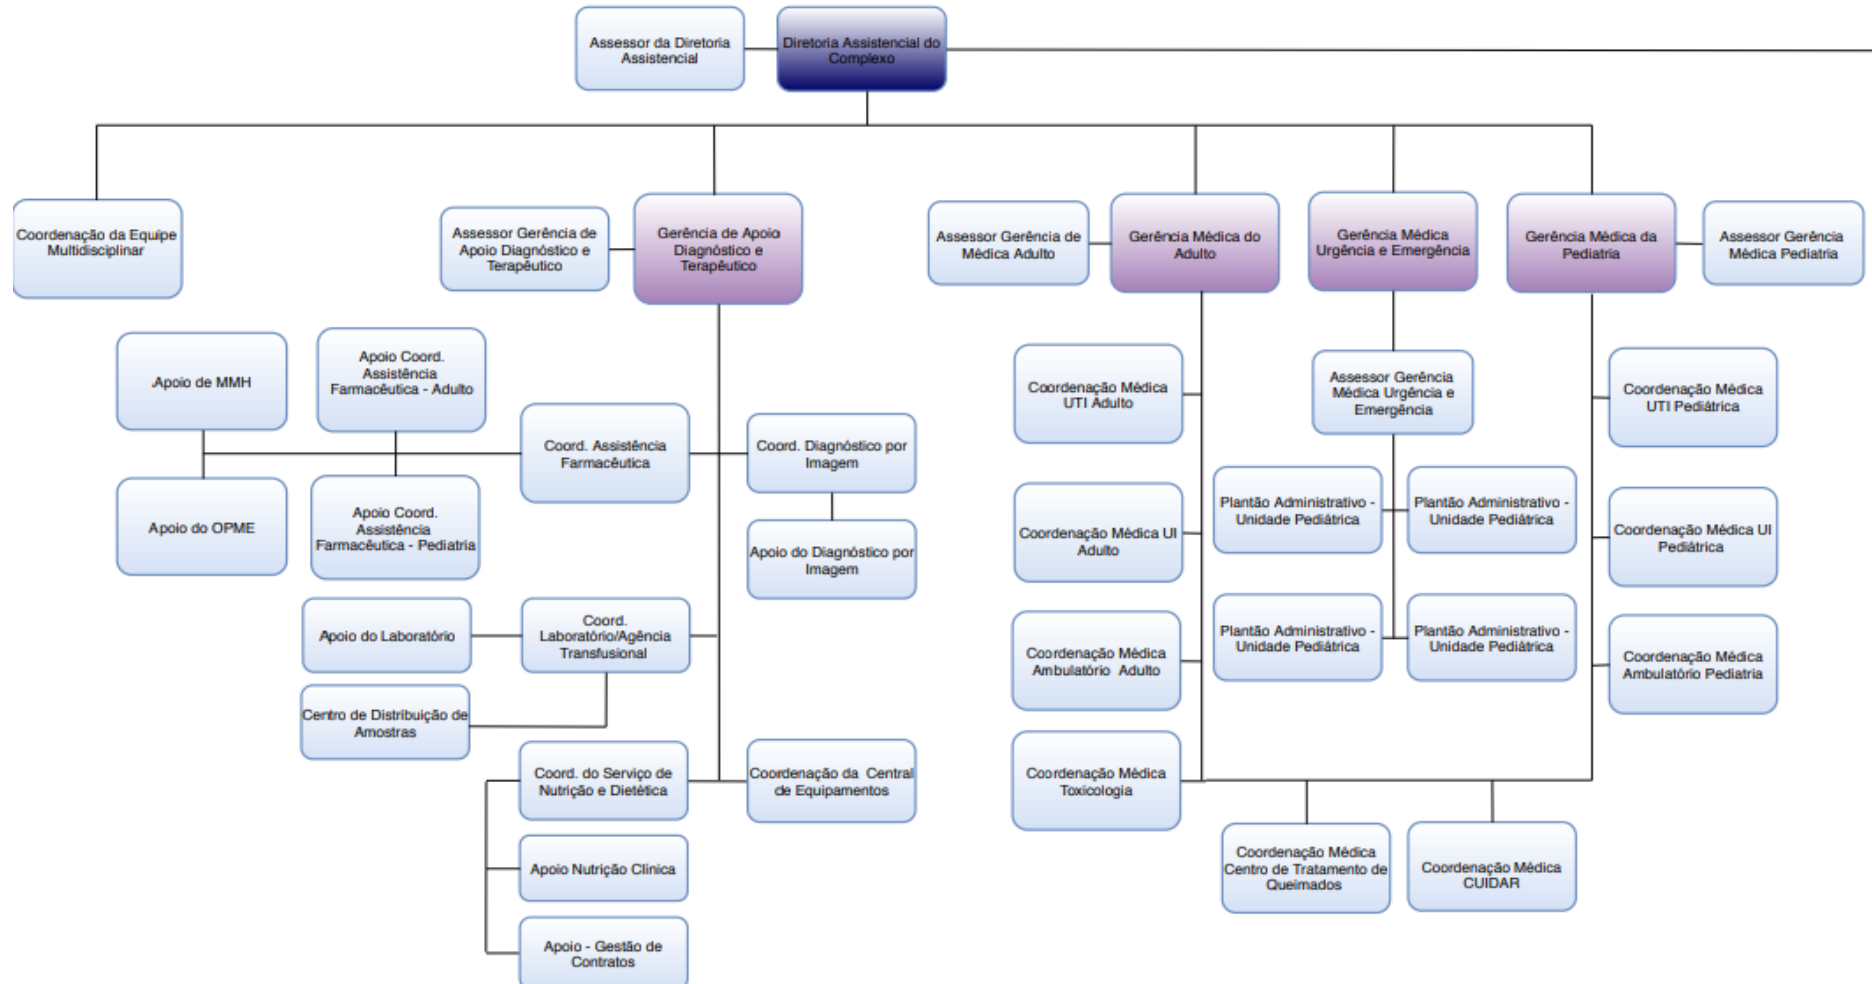 Assessor da Diretoria
Assistencial
Diretoria Assistencial do
Complexo
Coordenação da Equipe
Multidisciplinar
Assessor Gerência de
Apoio Diagnóstico e
Terapêutico
Gerência de Apoio
Diagnóstico e
Terapêutico
Assessor Gerência de
Médica Adulto
Gerência Médica do
Adulto
Gerência Médica
Urgência e Emergência
Gerência Médica da
Pediatria
Assessor Gerência
Médica Pediatria
Apoio de MMH
Apoio Coord.
Assistência
Farmacêutica - Adulto
Coord. Assistência
Farmacêutica
Coord. Diagnóstico por
Imagem
Apoio do OPME
Apoio Coord.
Assistência
Farmacêutica - Pediatria
Apoio do Diagnóstico por
Imagem
Apoio do Laboratório
Coord.
Laboratório/Agência
Transfusional
Centro de Distribuição de
Amostras
Coord. do Serviço de
Nutrição e Dietética
Coordenação da Central
de Equipamentos
Apoio Nutrição Clínica
Apoio - Gestão de
Contratos
Coordenação Médica
UTI Adulto
Coordenação Médica UI
Adulto
Coordenação Médica
Ambulatório Adulto
Coordenação Médica
Toxicologia
Assessor Gerência
Médica Urgência e
Emergência
Plantão Administrativo -
Unidade Pediátrica
Plantão Administrativo -
Unidade Pediátrica
Plantão Administrativo -
Unidade Pediátrica
Plantão Administrativo -
Unidade Pediátrica
Coordenação Médica
UTI Pediátrica
Coordenação Médica UI
Pediátrica
Coordenação Médica
Ambulatório Pediatria
Coordenação Médica
Centro de Tratamento de
Queimados
Coordenação Médica
CUIDAR